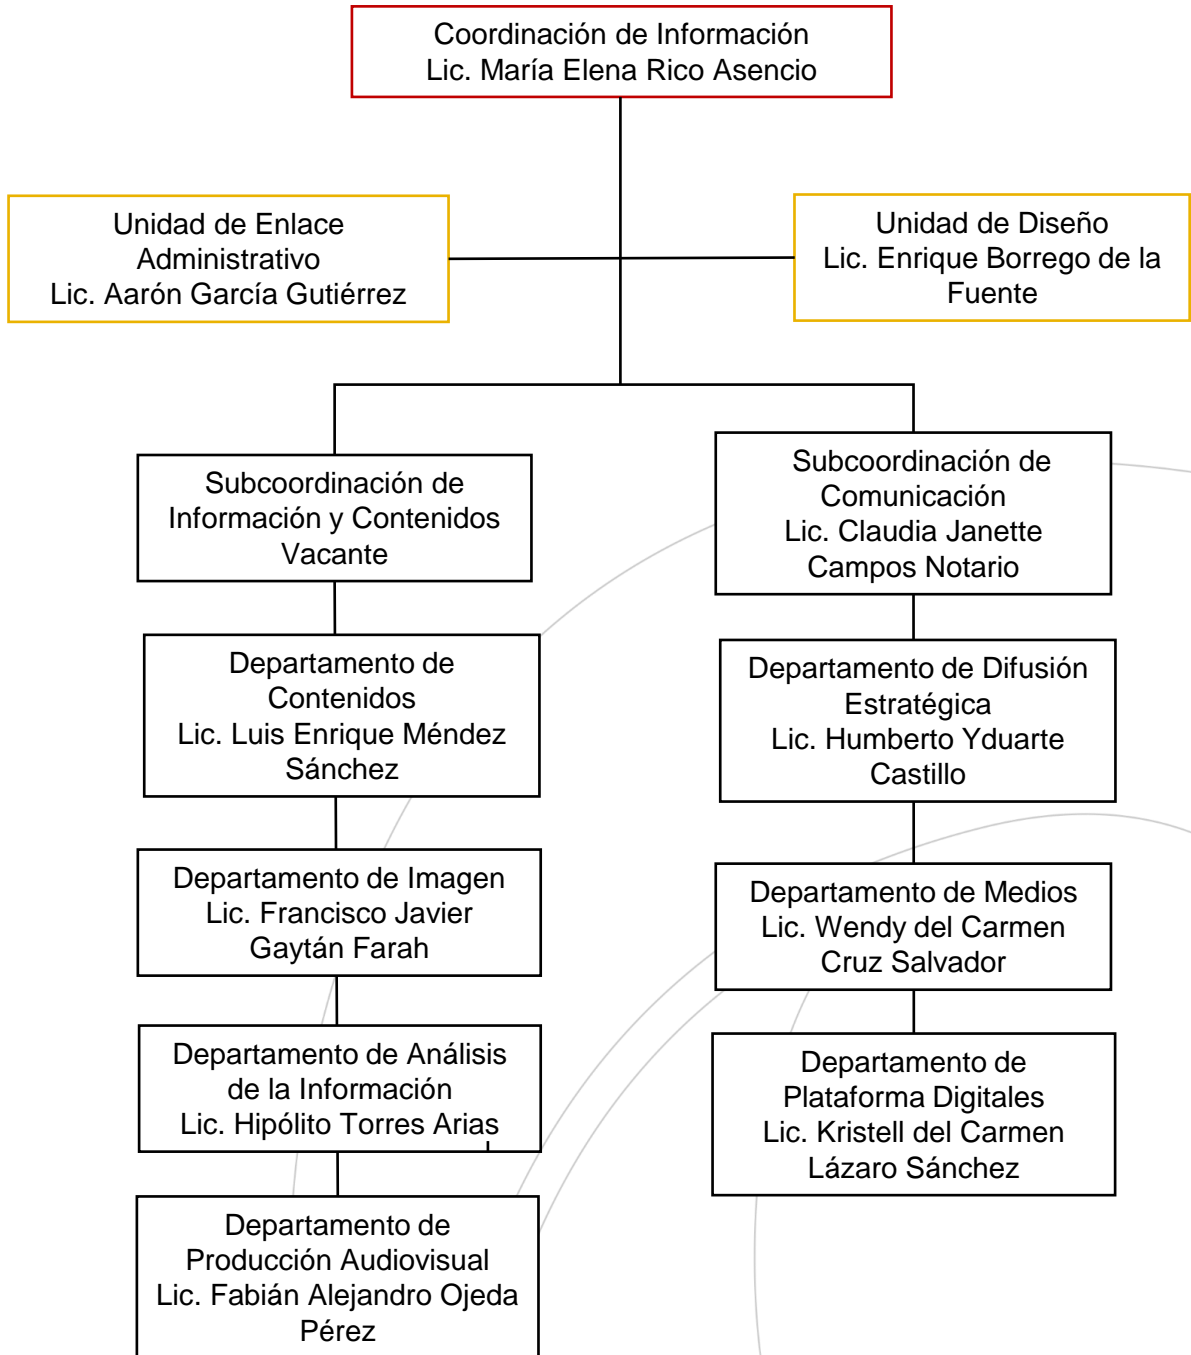 Coordinación de Información
Lic. María Elena Rico Asencio
Unidad de Enlace
Administrativo
Lic. Aarón García Gutiérrez
Unidad de Diseño
Lic. Enrique Borrego de la
Fuente
Subcoordinación de
Información y Contenidos
Vacante
Subcoordinación de
Comunicación
Lic. Claudia Janette
Campos Notario
Departamento de
Contenidos
Lic. Luis Enrique Méndez
Sánchez
Departamento de Difusión
Estratégica
Lic. Humberto Yduarte
Castillo
Departamento de Imagen
Lic. Francisco Javier
Gaytán Farah
Departamento de Medios
Lic. Wendy del Carmen
Cruz Salvador
Departamento de Análisis
de la Información
Lic. Hipólito Torres Arias
Departamento de
Plataforma Digitales
Lic. Kristell del Carmen
Lázaro Sánchez
Departamento de
Producción Audiovisual
Lic. Fabián Alejandro Ojeda
Pérez